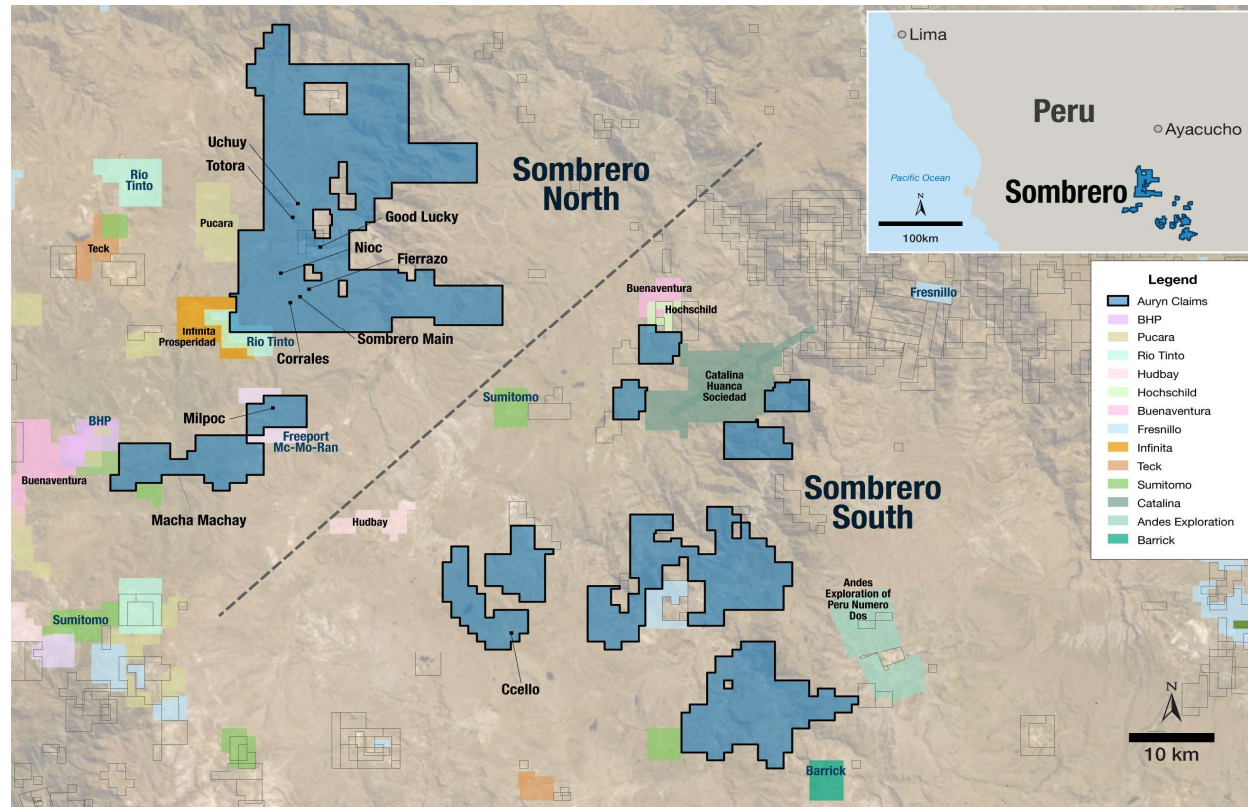 Lima
Peru
Ayacucho
Pacific Ocean
Sombrero
N
100km
Uchuy
Totora
Rio
Tinto
Pucara
Teck
Sombrero
North
Good Lucky
Nioc
Fierrazo
Infinita
Prosperidad
Rio Tinto
Sombrero Main
Corrales
Buenaventura
Hochschild
Fresnillo
Catalina
Huanca
Sociedad
Sumitomo
Milpoc
BHP
Freeport
Mc-Mo-Ran
Buenaventura
Macha Machay
Hudbay
Sombrero
South
Andes
Exploration of
Peru Numero
Dos
Sumitomo
Ccello
Barrick
N
10 km
Legend
Auryn Claims
BHP
Pucara
Rio Tinto
Hudbay
Hochschild
Buenaventura
Fresnillo
Infinita
Teck
Sumitomo
Catalina
Andes Exploration
Barrick